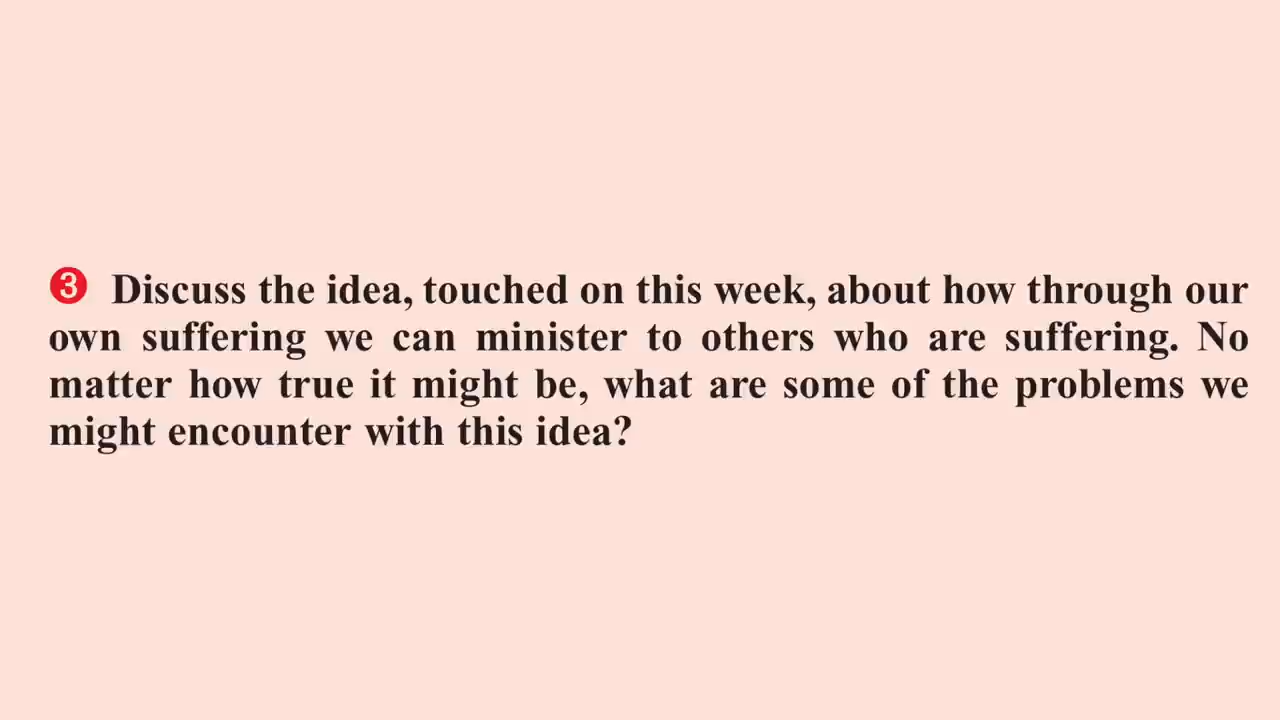 ❸ Discuss the idea, touched on this week, about how through our
own suffering we can minister to others who are suffering. No
matter how true it might be, what are some of the problems we
might encounter with this idea?